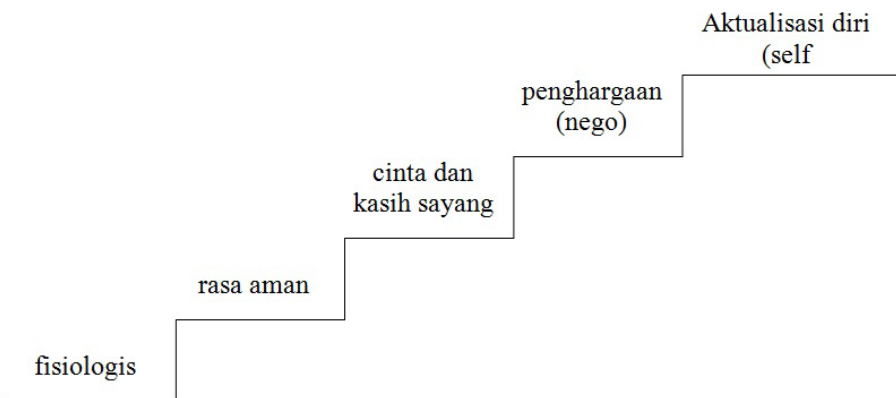 Aktualisasi diri
(self
penghargaan
(nego)
cinta dan
kasih sayang
rasa aman
fisiologis